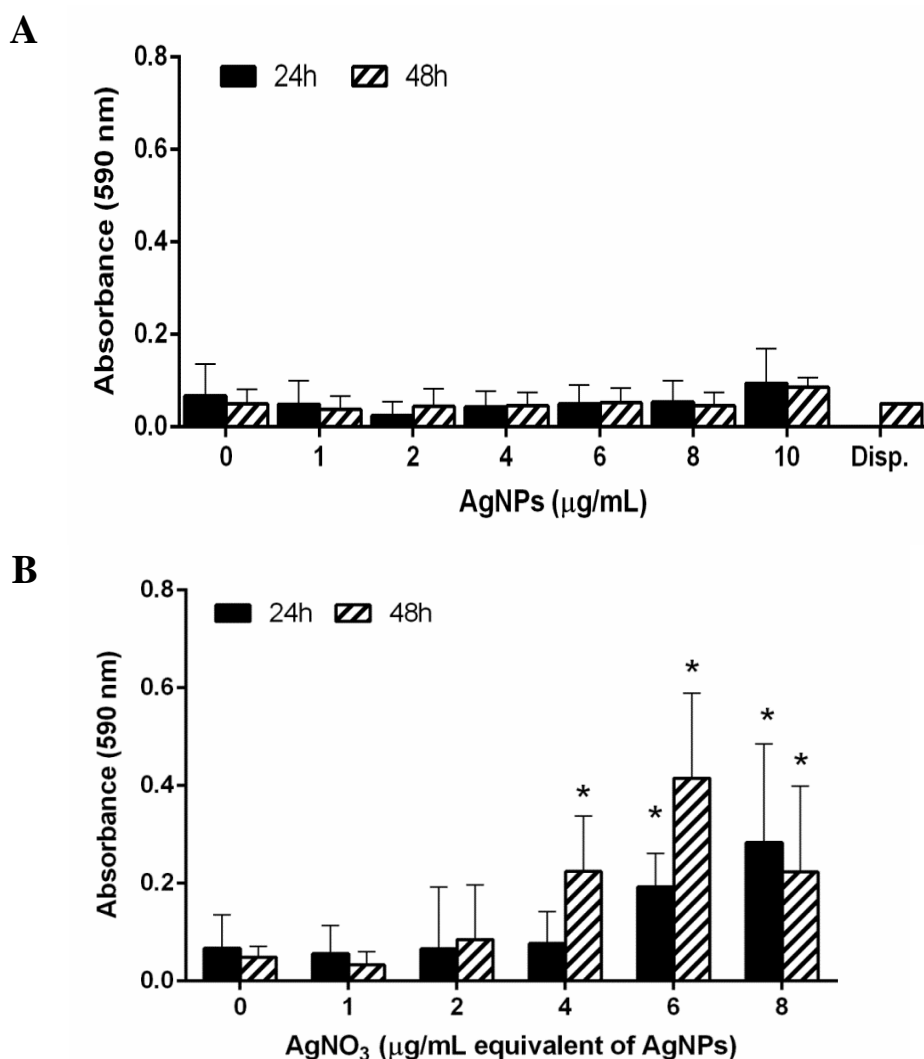 A
24h 48h
Absorbance (590 nm)
0.8
0.6
0.4
0.2
0.0
0 1 2 4 6 8 10 Disp.
AgNPs (μg/mL)
B
24h 48h
Absorbance (590 nm)
0.8
0.6
0.4
0.2
0.0
* * * * *
0 1 2 4 6 8
AgNO₃ (μg/mL equivalent of AgNPs)